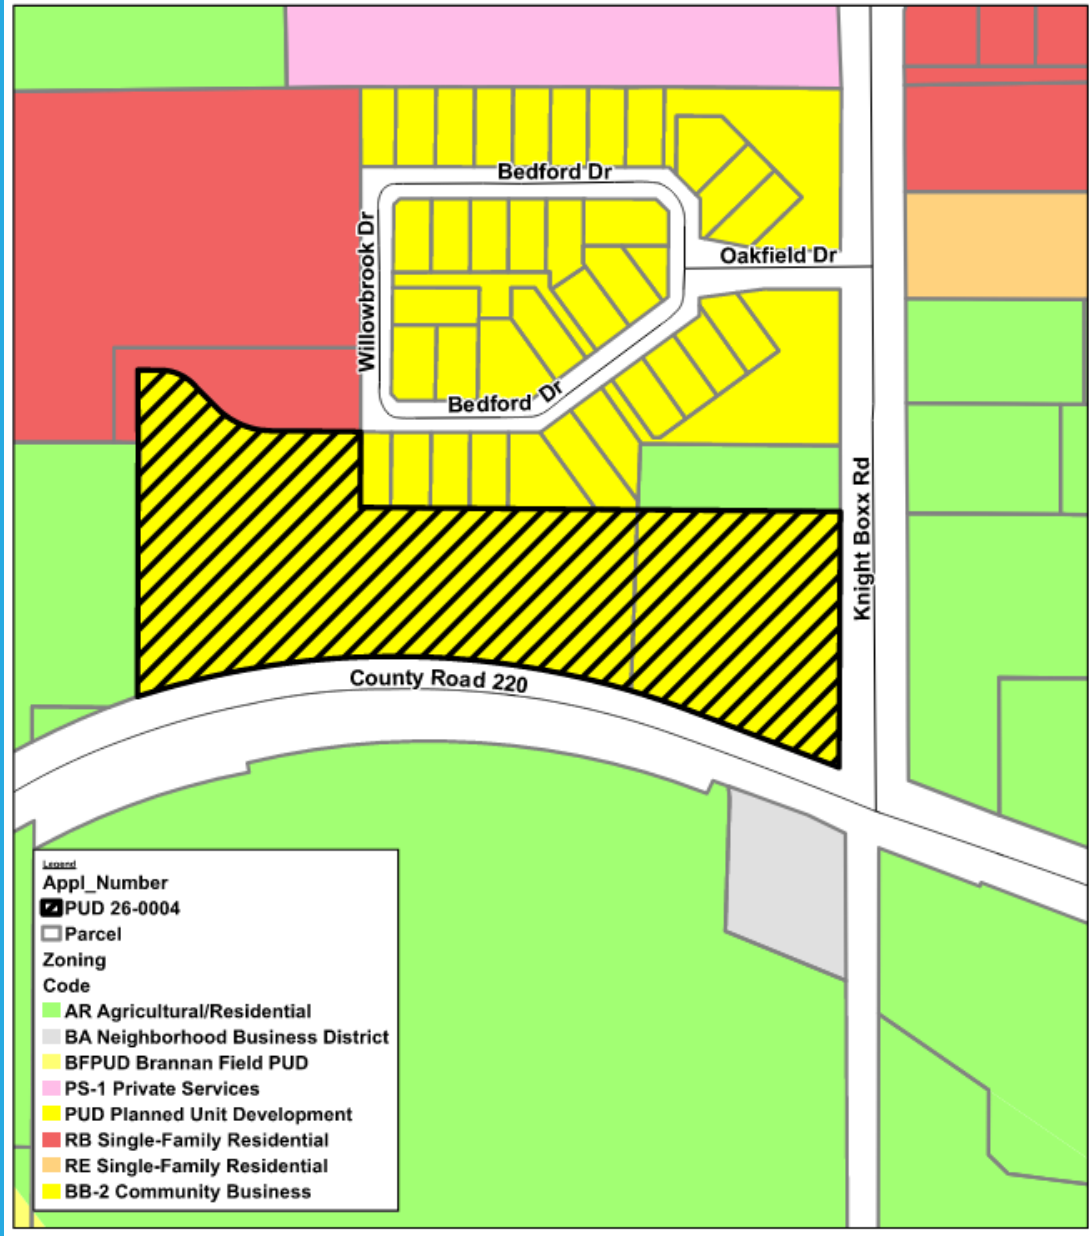 Bedford Dr
Willowbrook Dr
Oakfield Dr
Bedford Dr
Knight Boxx Rd
County Road 220
Legend
Appl_Number
PUD 26-0004
Parcel
Zoning
Code
AR Agricultural/Residential
BA Neighborhood Business District
BFPUD Brannan Field PUD
PS-1 Private Services
PUD Planned Unit Development
RB Single-Family Residential
RE Single-Family Residential
BB-2 Community Business